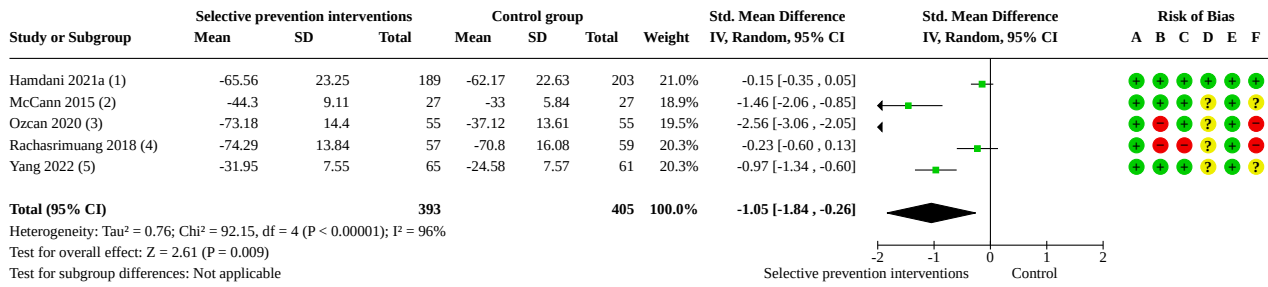 Selective prevention interventions Control group Std. Mean Difference Std. Mean Difference Risk of Bias
Study or Subgroup Mean SD Total Mean SD Total Weight IV, Random, 95% CI IV, Random, 95% CI A B C D E F
Hamdani 2021a (1) -65.56 23.25 189 -62.17 22.63 203 21.0% -0.15 [-0.35 , 0.05] + + + + + +
McCann 2015 (2) -44.3 9.11 27 -33 5.84 27 18.9% -1.46 [-2.06 , -0.85] + + + ? + ?
Ozcan 2020 (3) -73.18 14.4 55 -37.12 13.61 55 19.5% -2.56 [-3.06 , -2.05] + − + ? + −
Rachasrimuang 2018 (4) -74.29 13.84 57 -70.8 16.08 59 20.3% -0.23 [-0.60 , 0.13] + − − ? + −
Yang 2022 (5) -31.95 7.55 65 -24.58 7.57 61 20.3% -0.97 [-1.34 , -0.60] + + + ? + ?
Total (95% CI) 393 405 100.0% -1.05 [-1.84 , -0.26]
Heterogeneity: Tau² = 0.76; Chi² = 92.15, df = 4 (P < 0.00001); I² = 96%
Test for overall effect: Z = 2.61 (P = 0.009)
-2 -1 0 1 2
Test for subgroup differences: Not applicable Selective prevention interventions Control